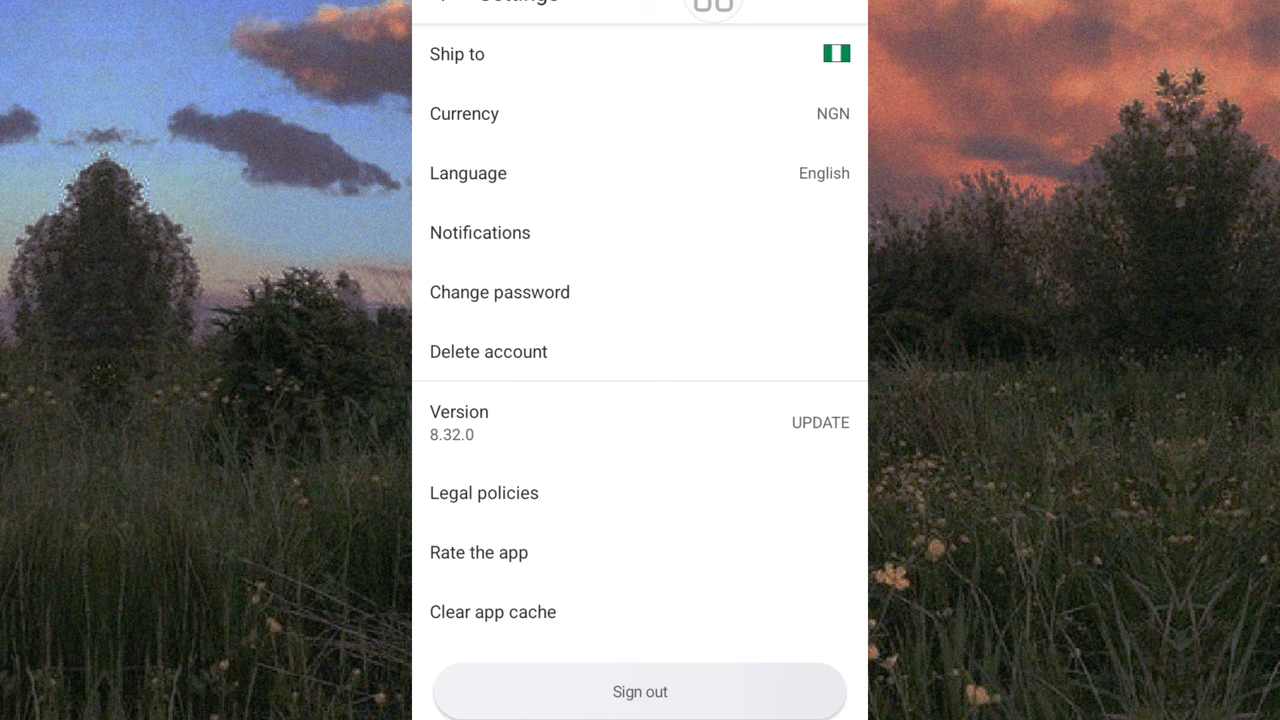 Settings
Ship to
Currency NGN
Language English
Notifications
Change password
Delete account
Version
8.32.0 UPDATE
Legal policies
Rate the app
Clear app cache
Sign out